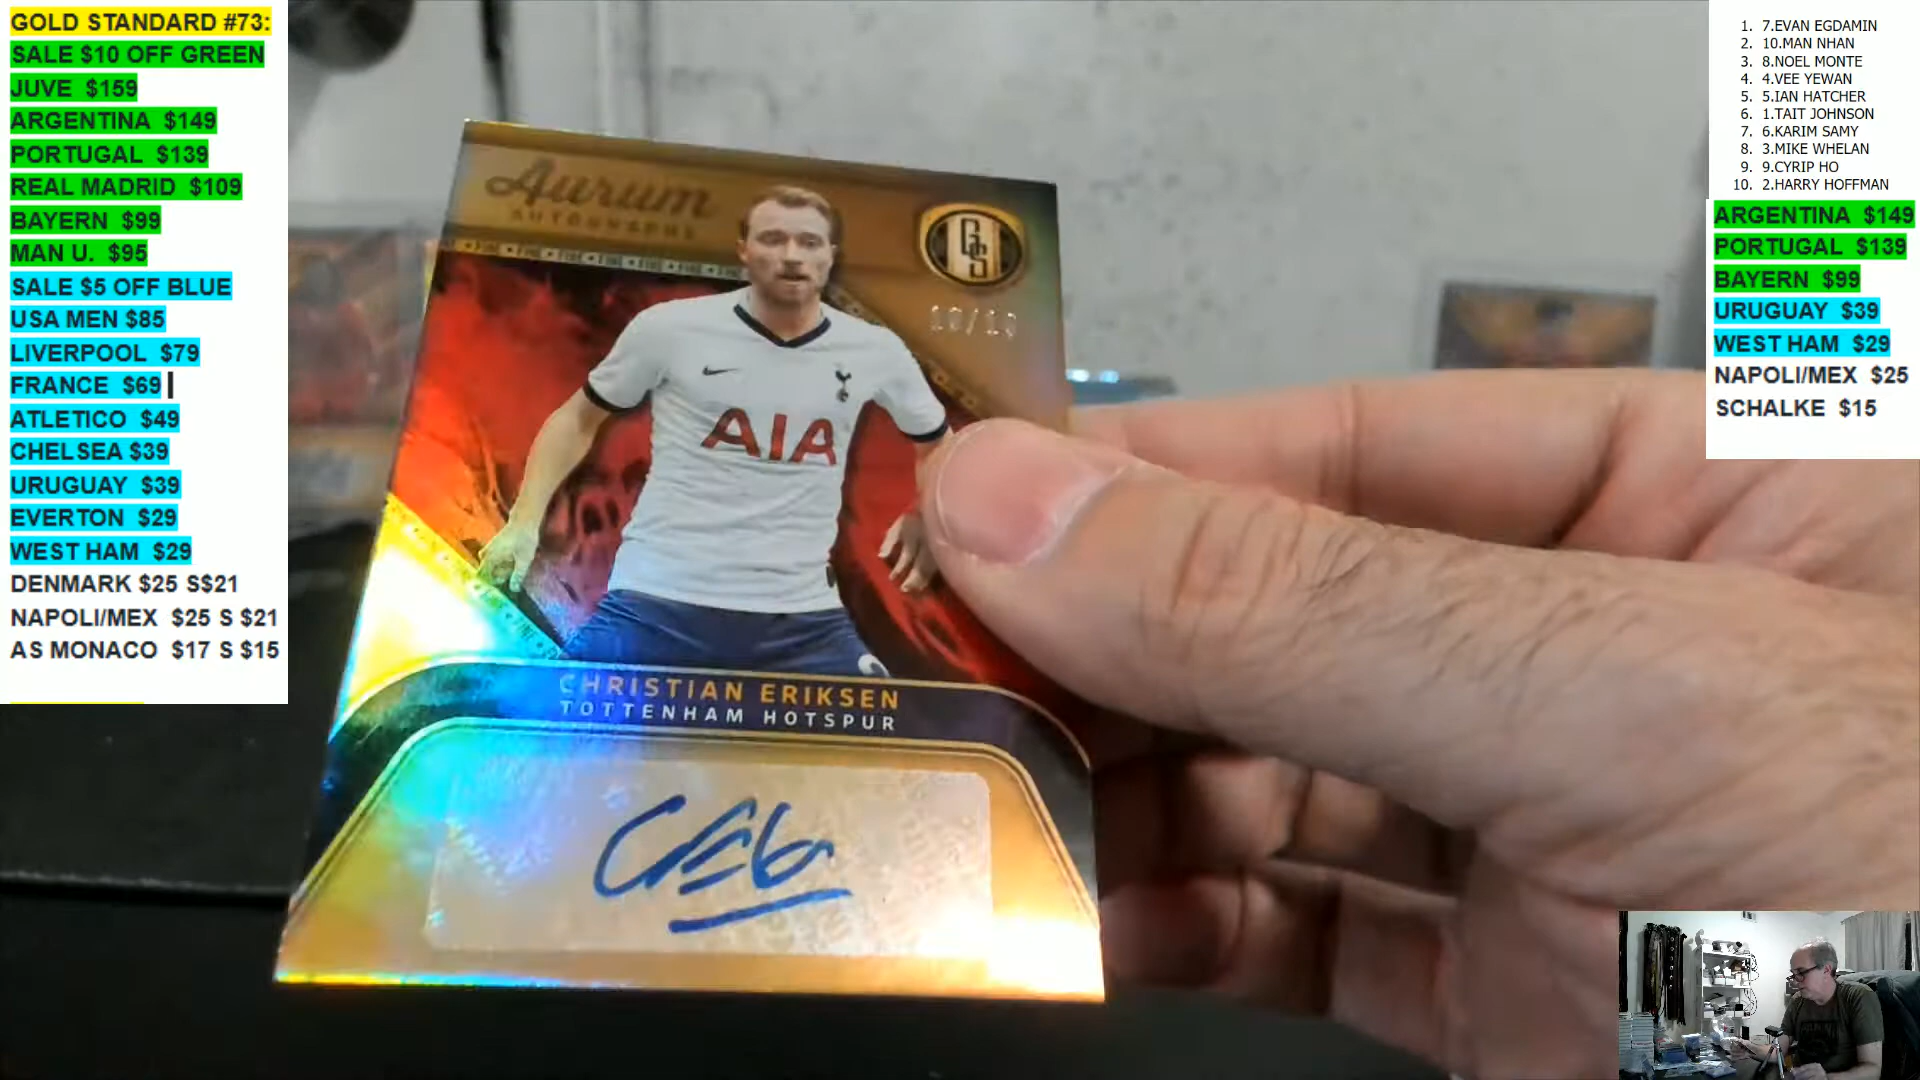 GOLD STANDARD #73:
SALE $10 OFF GREEN
JUVE $159
ARGENTINA $149
PORTUGAL $139
REAL MADRID $109
BAYERN $99
MAN U. $95
SALE $5 OFF BLUE
USA MEN $85
LIVERPOOL $79
FRANCE $69
ATLETICO $49
CHELSEA $39
URUGUAY $39
EVERTON $29
WEST HAM $29
DENMARK $25 S$21
NAPOLI/MEX $25 S $21
AS MONACO $17 S $15
Aurum
AUTOGRAPHS
GS
10/10
AIA
CHRISTIAN ERIKSEN
TOTTENHAM HOTSPUR
1. 7.EVAN EGDAMIN
2. 10.MAN NHAN
3. 8.NOEL MONTE
4. 4.VEE YEWAN
5. 5.IAN HATCHER
6. 1.TAIT JOHNSON
7. 6.KARIM SAMY
8. 3.MIKE WHELAN
9. 9.CYRIP HO
10. 2.HARRY HOFFMAN
ARGENTINA $149
PORTUGAL $139
BAYERN $99
URUGUAY $39
WEST HAM $29
NAPOLI/MEX $25
SCHALKE $15